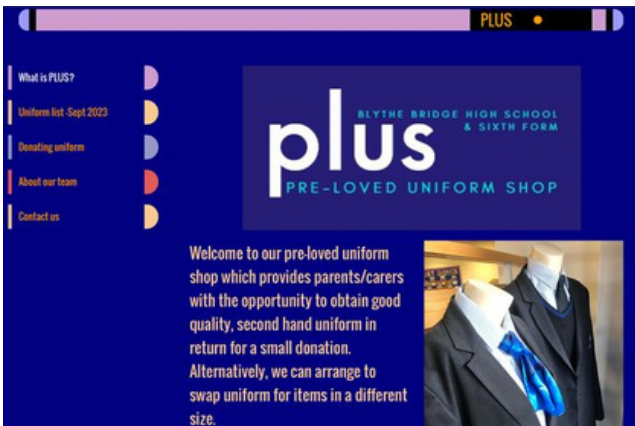 PLUS
What is PLUS?
Uniform list -Sept 2023
Donating uniform
About our team
Contact us
plus
BLYTHE BRIDGE HIGH SCHOOL
& SIXTH FORM
PRE-LOVED UNIFORM SHOP
Welcome to our pre-loved uniform
shop which provides parents/carers
with the opportunity to obtain good
quality, second hand uniform in
return for a small donation.
Alternatively, we can arrange to
swap uniform for items in a different
size.